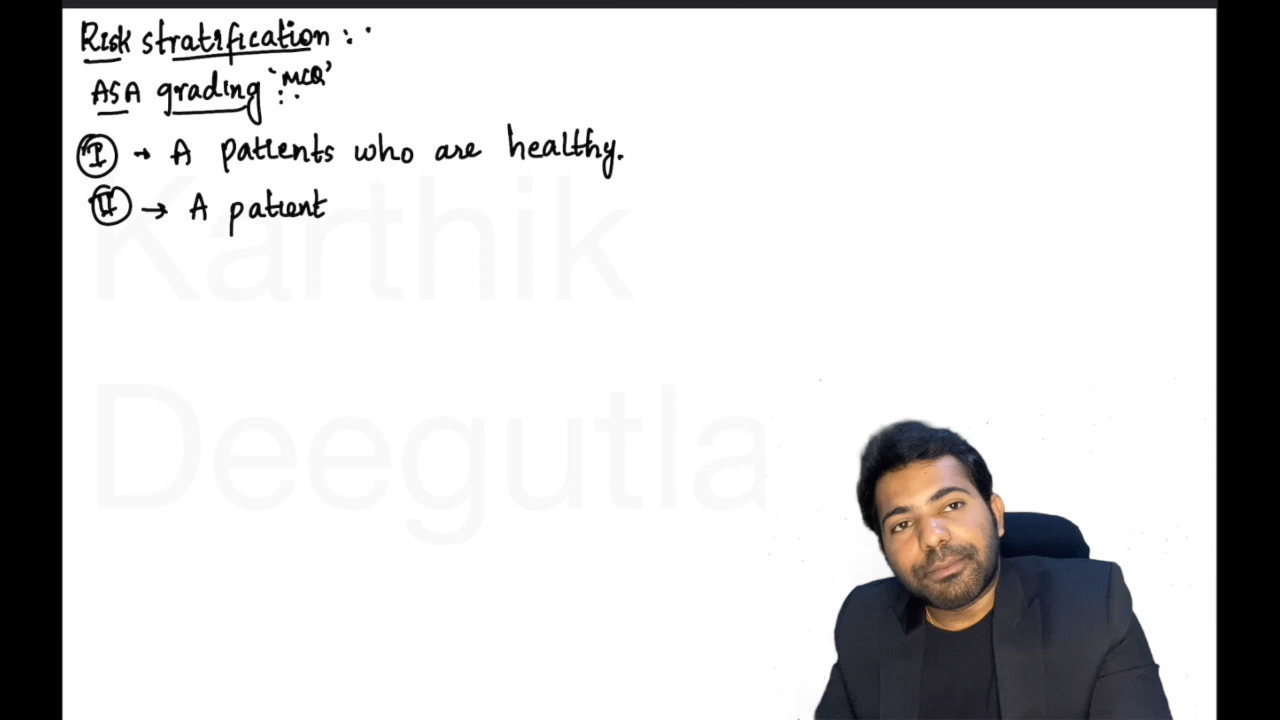 Risk stratification :
ASA grading : 'MCQ'
I → A patients who are healthy.
II → A patient
Karthik
Deegutla